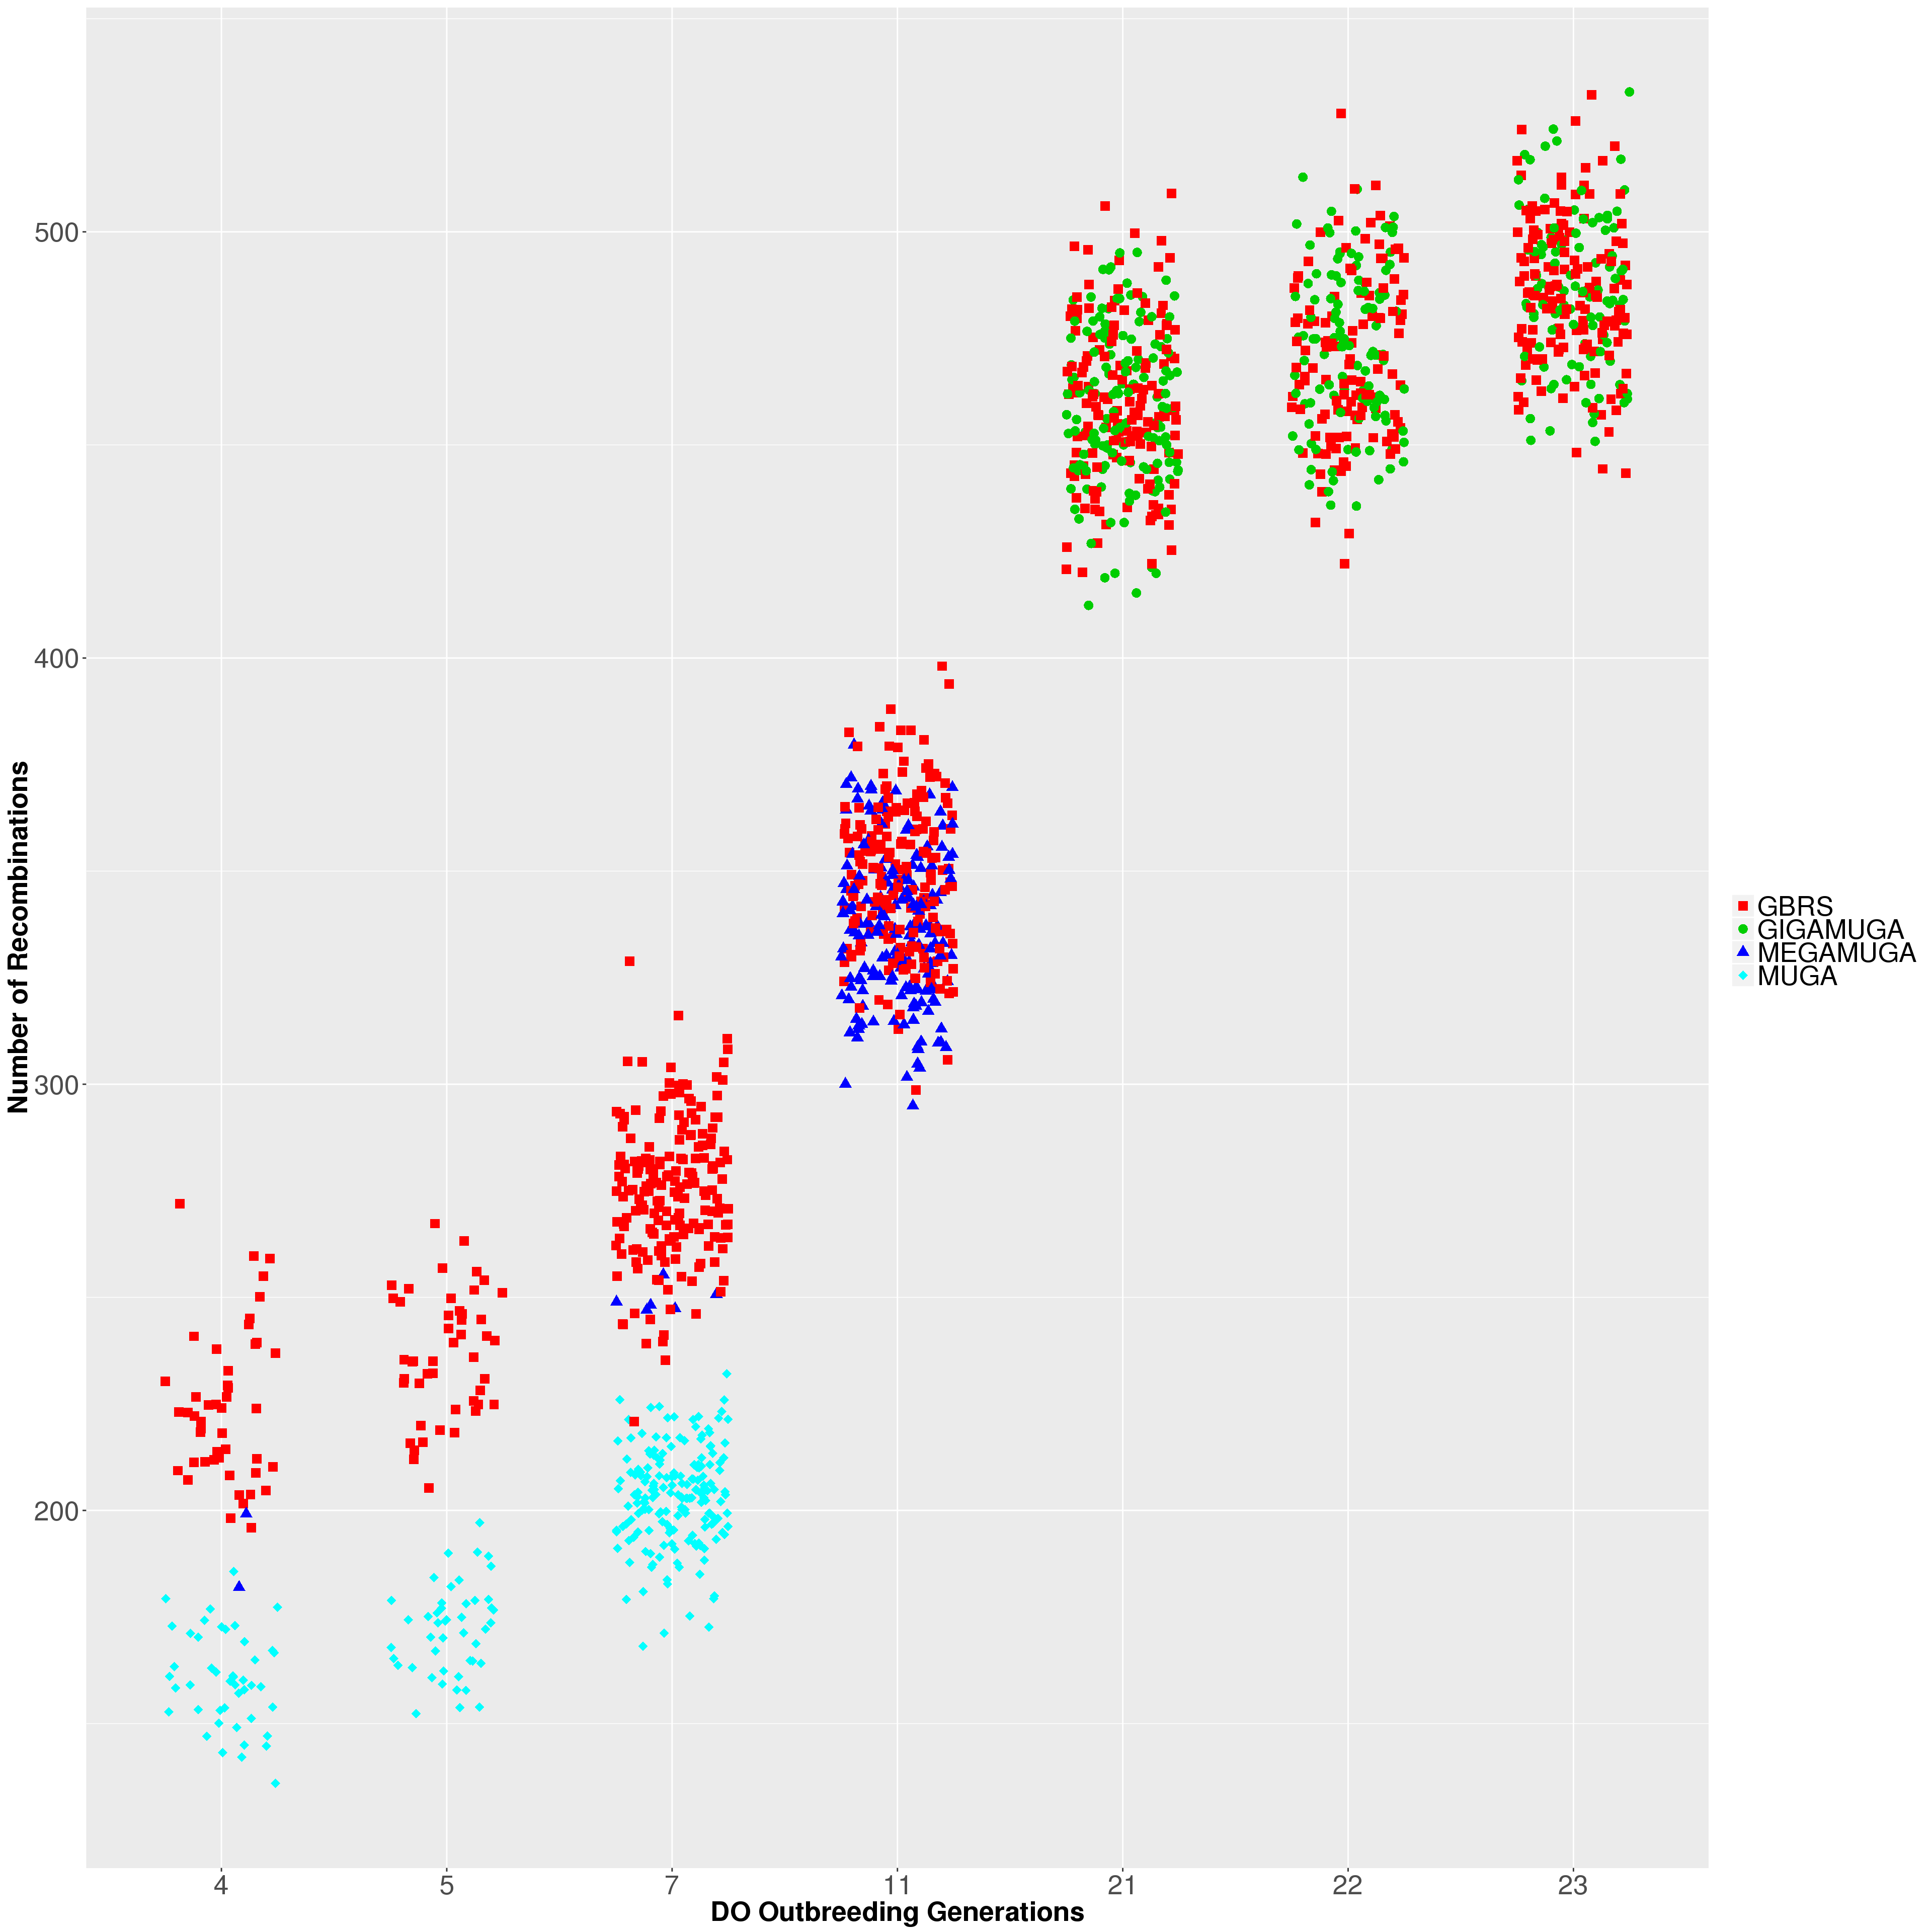 500
400
300
200
Number of Recombinations
4 5 7 11 21 22 23
DO Outbreeding Generations
GBRS
GIGAMUGA
MEGAMUGA
MUGA